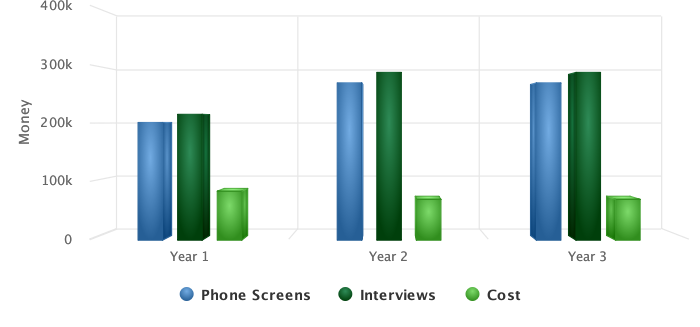 400k
300k
200k
100k
0
Money
Year 1 Year 2 Year 3
Phone Screens Interviews Cost